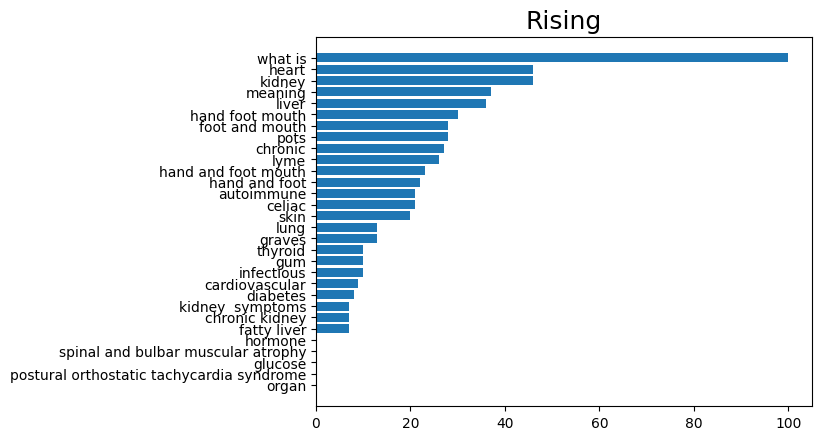 Rising
what is
heart
kidney
meaning
liver
hand foot mouth
foot and mouth
pots
chronic
lyme
hand and foot mouth
hand and foot
autoimmune
celiac
skin
lung
graves
thyroid
gum
infectious
cardiovascular
diabetes
kidney  symptoms
chronic kidney
fatty liver
hormone
spinal and bulbar muscular atrophy
glucose
postural orthostatic tachycardia syndrome
organ
0 20 40 60 80 100